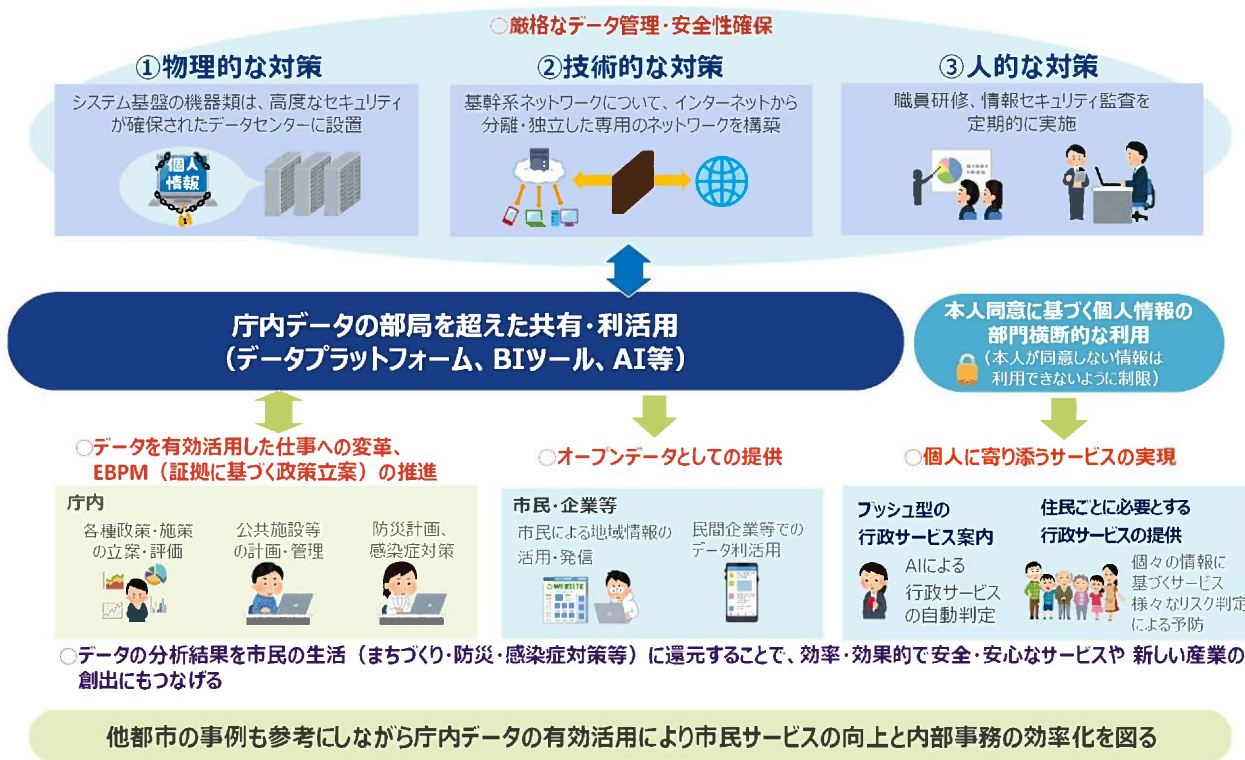 ○厳格なデータ管理・安全性確保
①物理的な対策
システム基盤の機器類は、高度なセキュリティ
が確保されたデータセンターに設置
個人
情報
②技術的な対策
基幹系ネットワークについて、インターネットから
分離・独立した専用のネットワークを構築
③人的な対策
職員研修、情報セキュリティ監査を
定期的に実施
庁内データの部局を超えた共有・利活用
（データプラットフォーム、BIツール、AI等）
本人同意に基づく個人情報の
部門横断的な利用
（本人が同意しない情報は
利用できないように制限）
○データを有効活用した仕事への変革、
EBPM（証拠に基づく政策立案）の推進
庁内
各種政策・施策
の立案・評価
公共施設等
の計画・管理
防災計画、
感染症対策
○オープンデータとしての提供
市民・企業等
市民による地域情報の
活用・発信
WEBSITE
民間企業等での
データ利活用
○個人に寄り添うサービスの実現
プッシュ型の
行政サービス案内
AIによる
行政サービス
の自動判定
住民ごとに必要とする
行政サービスの提供
個々の情報に
基づくサービス
様々なリスク判定
による予防
○データの分析結果を市民の生活（まちづくり・防災・感染症対策等）に還元することで、効率・効果的で安全・安心なサービスや 新しい産業の
創出にもつなげる
他都市の事例も参考にしながら庁内データの有効活用により市民サービスの向上と内部事務の効率化を図る